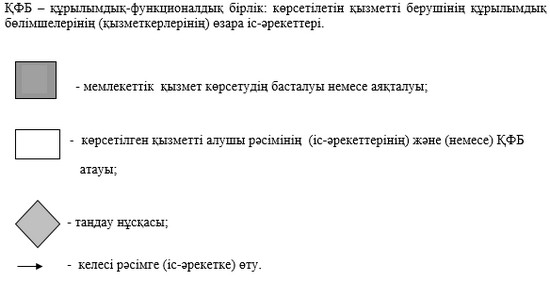 ҚФБ – құрылымдық-функционалдық бірлік: көрсетілетін қызметті берушінің құрылымдық
бөлімшелерінің (қызметкерлерінің) өзара іс-әрекеттері.
- мемлекеттік қызмет көрсетудің басталуы немесе аяқталуы;
- көрсетілген қызметті алушы рәсімінің (іс-әрекеттерінің) және (немесе) ҚФБ
атауы;
- таңдау нұсқасы;
- келесі рәсімге (іс-әрекетке) өту.